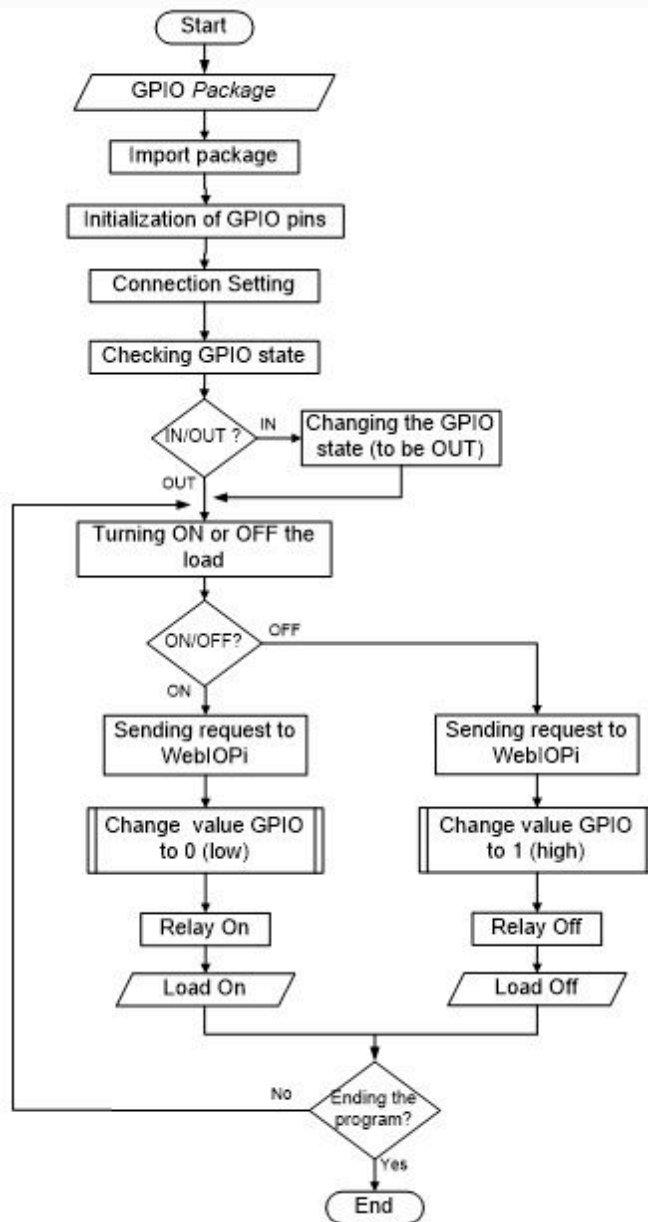 Start
GPIO Package
Import package
Initialization of GPIO pins
Connection Setting
Checking GPIO state
IN/OUT ?
IN
Changing the GPIO
state (to be OUT)
OUT
Turning ON or OFF the
load
ON/OFF?
OFF
ON
Sending request to
WebIOPi
Sending request to
WebIOPi
Change value GPIO
to 0 (low)
Change value GPIO
to 1 (high)
Relay On
Relay Off
Load On
Load Off
No
Ending the
program?
Yes
End